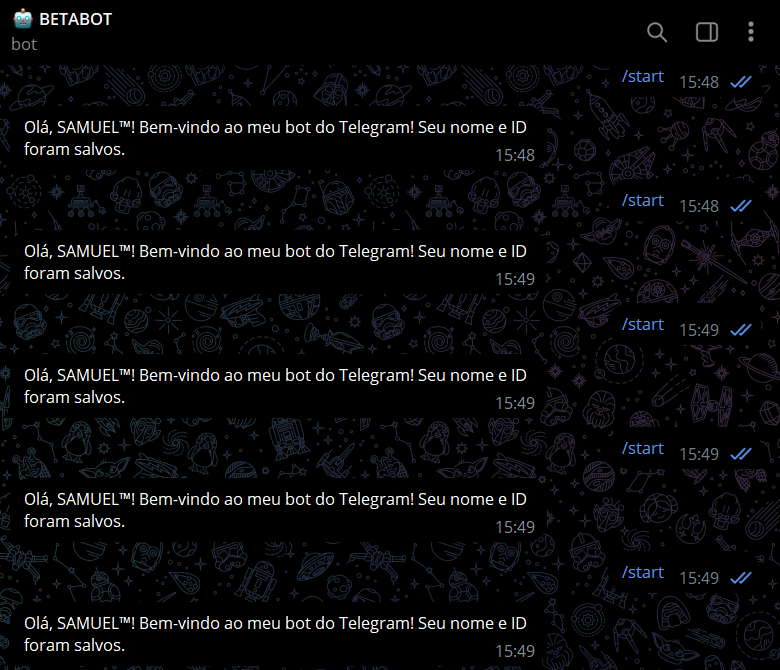 🤖 BETABOT
bot
/start 15:48
Olá, SAMUEL™! Bem-vindo ao meu bot do Telegram! Seu nome e ID
foram salvos.
15:48
/start 15:48
Olá, SAMUEL™! Bem-vindo ao meu bot do Telegram! Seu nome e ID
foram salvos.
15:49
/start 15:49
Olá, SAMUEL™! Bem-vindo ao meu bot do Telegram! Seu nome e ID
foram salvos.
15:49
/start 15:49
Olá, SAMUEL™! Bem-vindo ao meu bot do Telegram! Seu nome e ID
foram salvos.
15:49
/start 15:49
Olá, SAMUEL™! Bem-vindo ao meu bot do Telegram! Seu nome e ID
foram salvos.
15:49